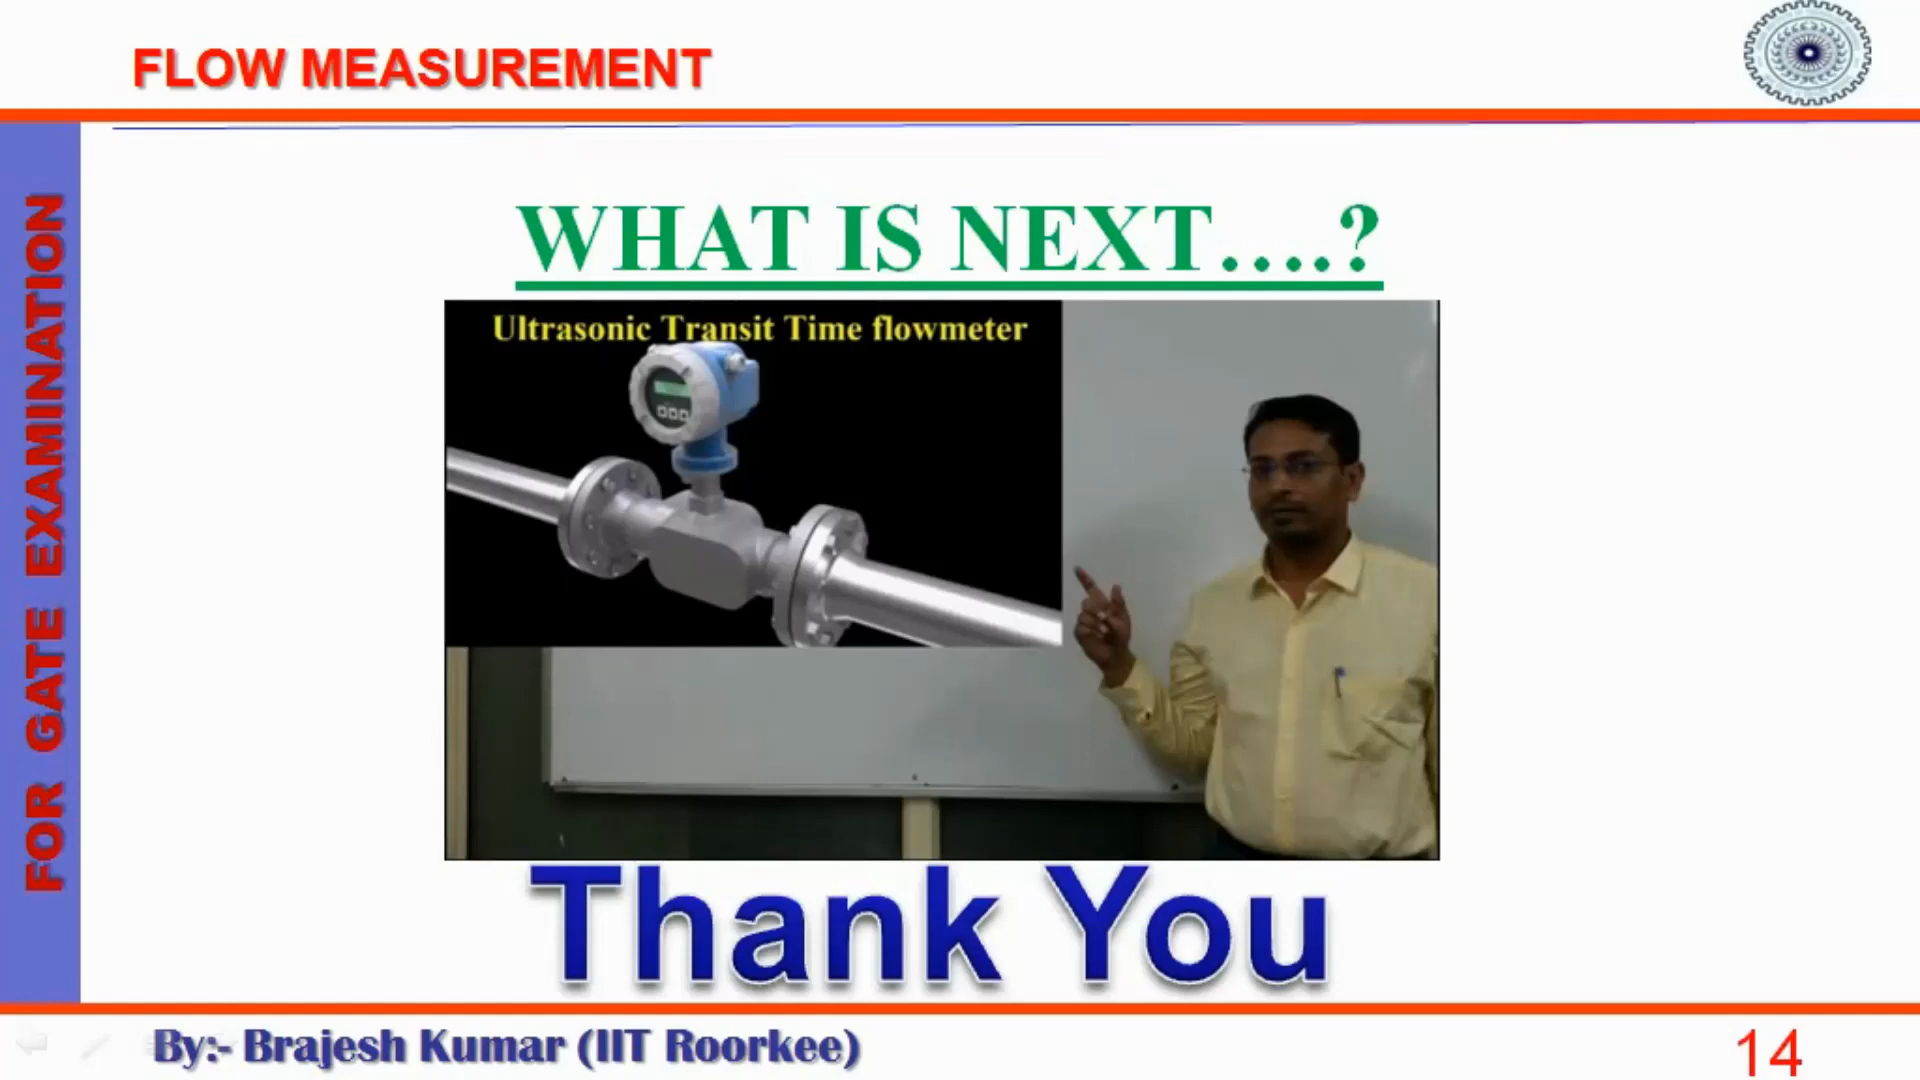 FLOW MEASUREMENT
FOR GATE EXAMINATION
WHAT IS NEXT....?
Ultrasonic Transit Time flowmeter
Thank You
By:- Brajesh Kumar (IIT Roorkee)
14